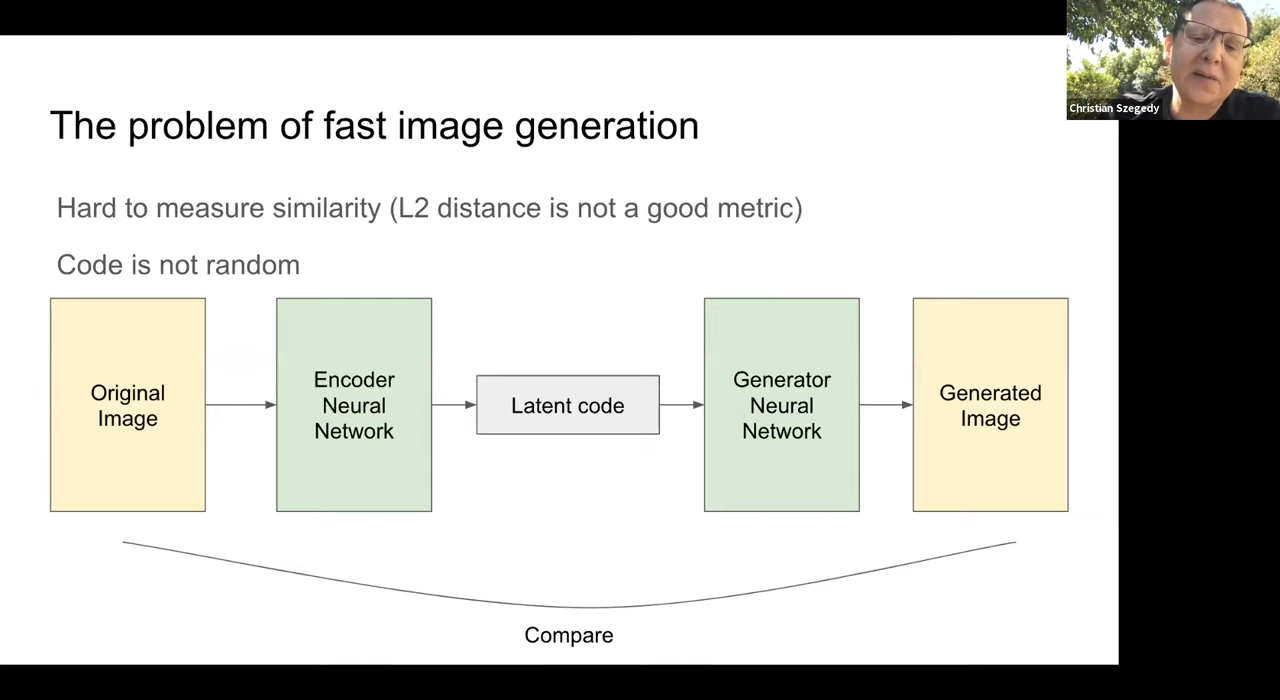 Christian Szegedy
The problem of fast image generation
Hard to measure similarity (L2 distance is not a good metric)
Code is not random
Original
Image
Encoder
Neural
Network
Latent code
Generator
Neural
Network
Generated
Image
Compare